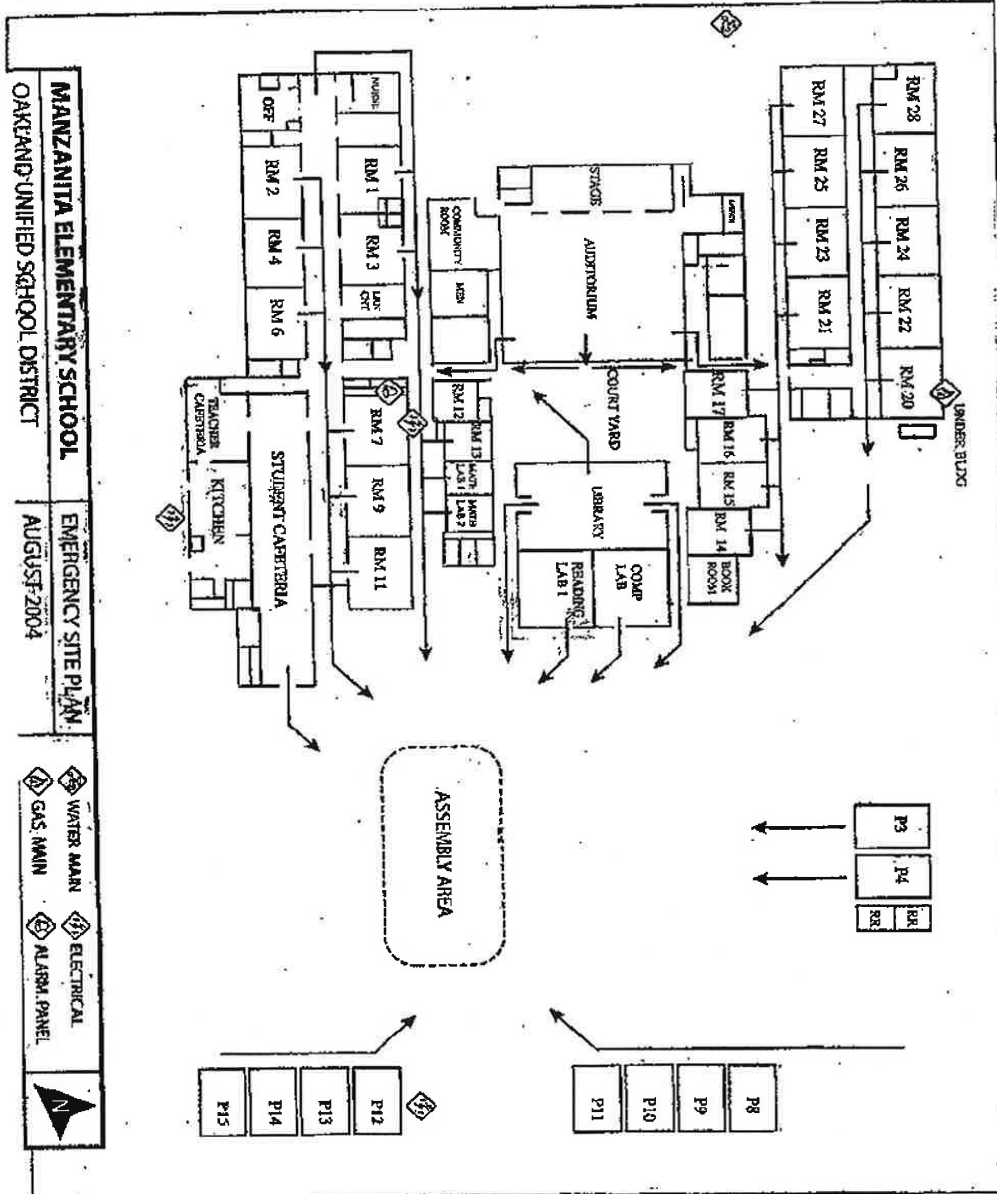 RM 28
RM 26
RM 24
RM 22
RM 20
UNDER BLDG
RM 27
RM 25
RM 23
RM 21
STAGE
AUDITORIUM
COURT YARD
RM 17
RM 16
RM 15
RM 14
BOOK
ROOM
LIBRARY
COMP
LAB
READING
LAB 1
COMMUNITY
ROOM
MEN
RM 12
RM 13
MATH
LAB 1
MATH
LAB 2
NURSE
RM 1
RM 3
LAN
CNT
RM 7
RM 9
RM 11
OFF
RM 2
RM 4
RM 6
STUDENT CAFETERIA
TEACHER
CAFETERIA
KITCHEN
ASSEMBLY AREA
P3
P4
RR
RR
P8
P9
P10
P11
P12
P13
P14
P15
MANZANITA ELEMENTARY SCHOOL
OAKLAND UNIFIED SCHOOL DISTRICT
EMERGENCY SITE PLAN
AUGUST 2004
WATER MAIN
ELECTRICAL
GAS MAIN
ALARM PANEL
N